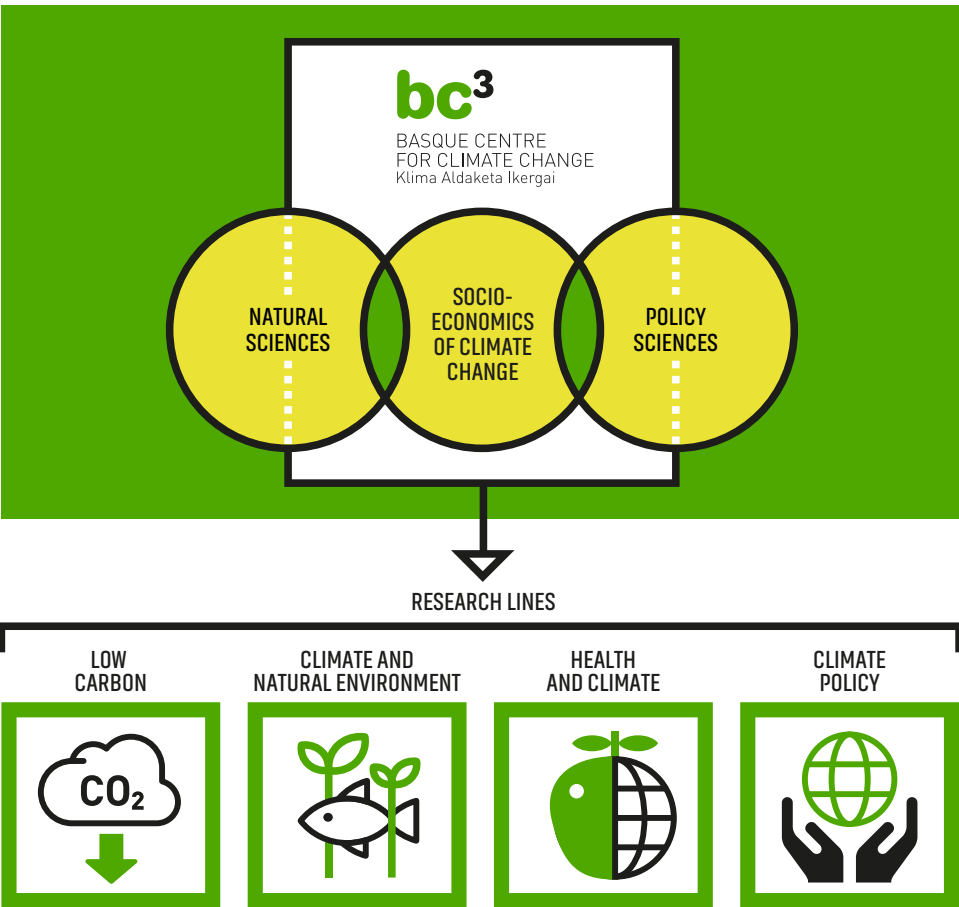 bc³
BASQUE CENTRE
FOR CLIMATE CHANGE
Klima Aldaketa Ikergai
NATURAL
SCIENCES
SOCIO-
ECONOMICS
OF CLIMATE
CHANGE
POLICY
SCIENCES
RESEARCH LINES
LOW
CARBON
CLIMATE AND
NATURAL ENVIRONMENT
HEALTH
AND CLIMATE
CLIMATE
POLICY
CO₂